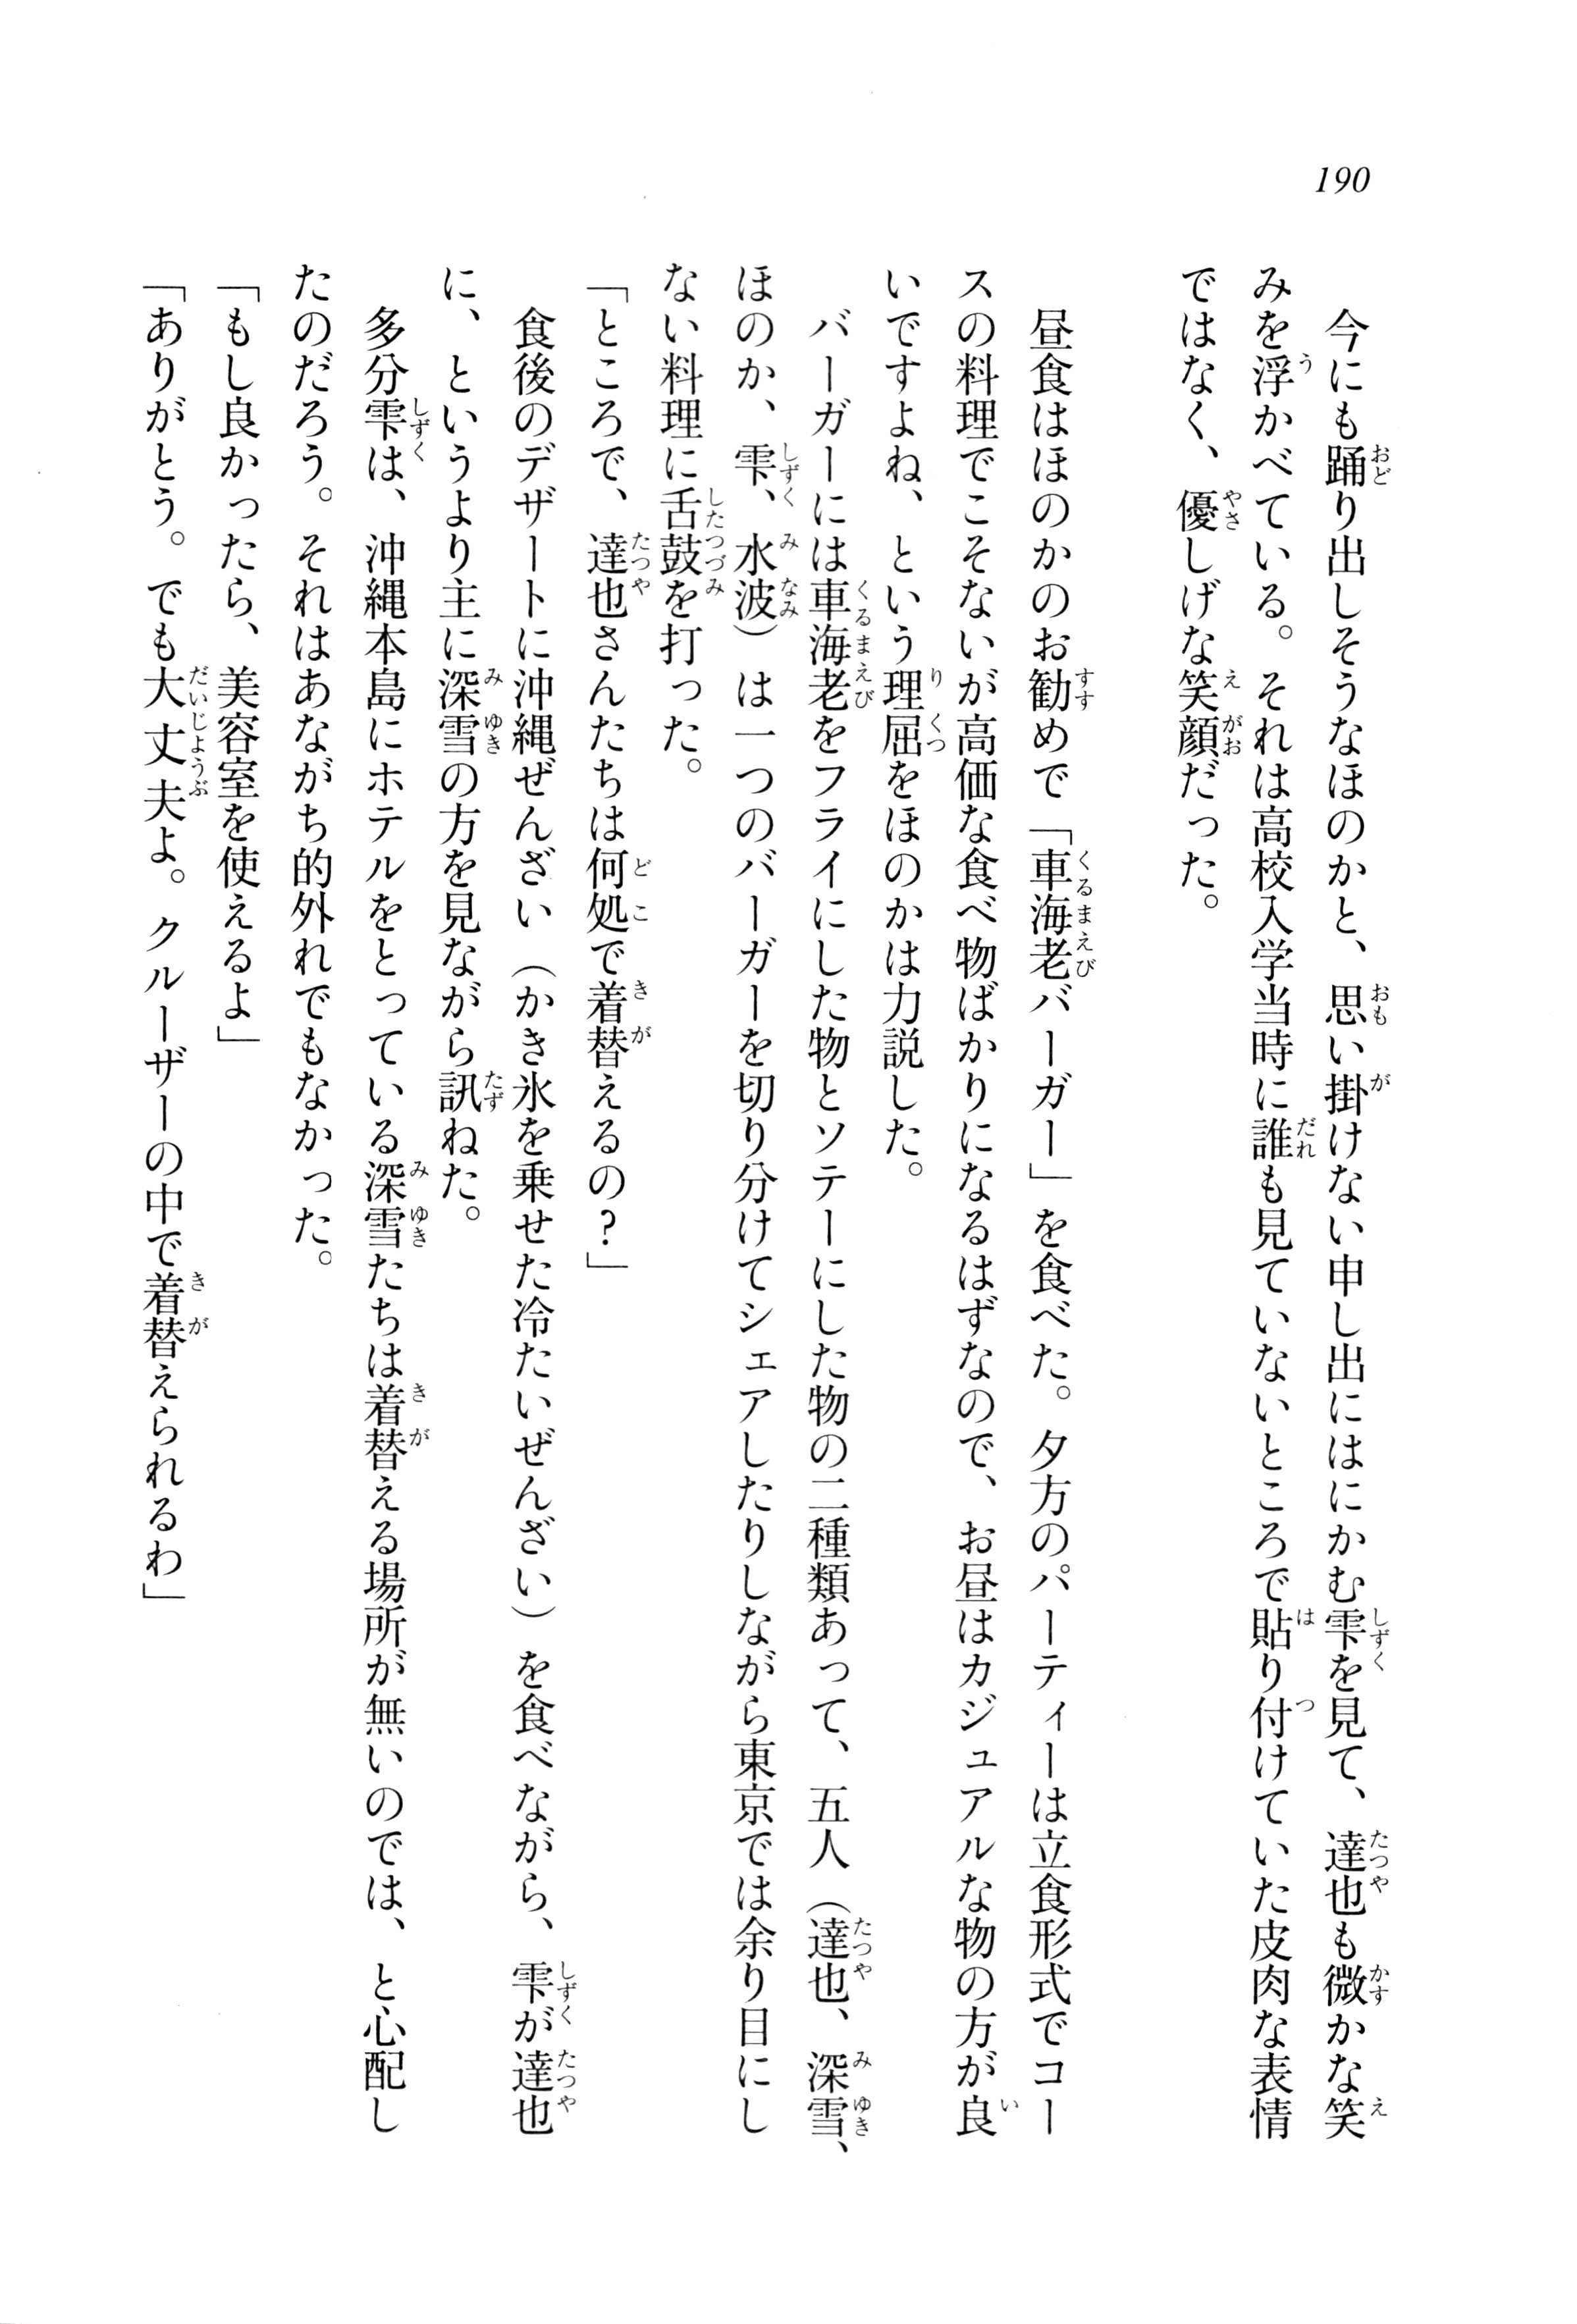 190
今にも踊り出しそうなほのかと、思い掛けない申し出にはにかむ雫を見て、達也も微かな笑
みを浮かべている。それは高校入学当時に誰も見ていないところで貼り付けていた皮肉な表情
ではなく、優しげな笑顔だった。
昼食はほのかのお勧めで「車海老バーガー」を食べた。夕方のパーティーは立食形式でコー
スの料理でこそないが高価な食べ物ばかりになるはずなので、お昼はカジュアルな物の方が良
いですよね、という理屈をほのかは力説した。
バーガーには車海老をフライにした物とソテーにした物の二種類あって、五人（達也、深雪、
ほのか、雫、水波）は一つのバーガーを切り分けてシェアしたりしながら東京では余り目にし
ない料理に舌鼓を打った。
「ところで、達也さんたちは何処で着替えるの？」
食後のデザートに沖縄ぜんざい（かき氷を乗せた冷たいぜんざい）を食べながら、雫が達也
に、というより主に深雪の方を見ながら訊ねた。
多分雫は、沖縄本島にホテルをとっている深雪たちは着替える場所が無いのでは、と心配し
たのだろう。それはあながち的外れでもなかった。
「もし良かったら、美容室を使えるよ」
「ありがとう。でも大丈夫よ。クルーザーの中で着替えられるわ」